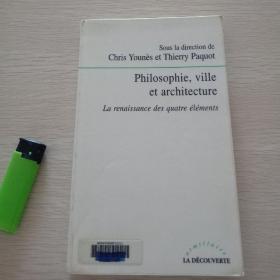 Sous la direction de
Chris Younès et Thierry Paquot
Philosophie, ville
et architecture
La renaissance des quatre éléments
armillaire
LA DÉCOUVERTE